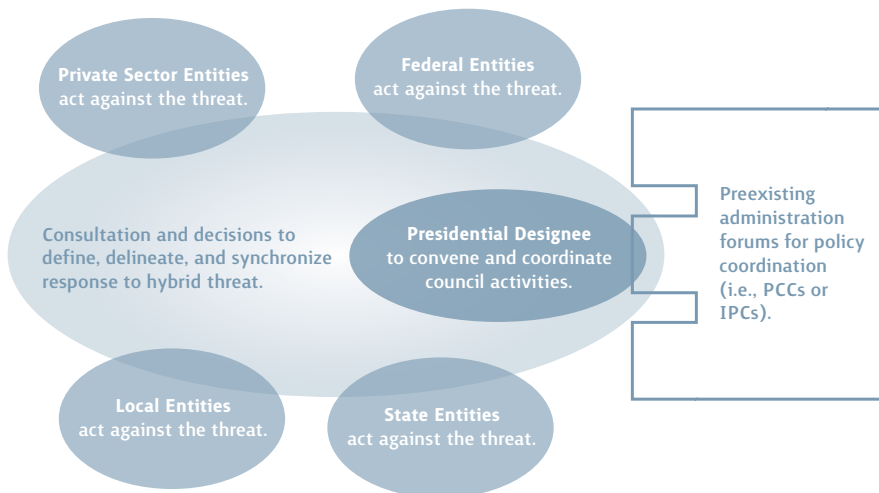 Private Sector Entities
act against the threat.
Federal Entities
act against the threat.
Consultation and decisions to
define, delineate, and synchronize
response to hybrid threat.
Presidential Designee
to convene and coordinate
council activities.
Preexisting
administration
forums for policy
coordination
(i.e., PCCs or
IPCs).
Local Entities
act against the threat.
State Entities
act against the threat.